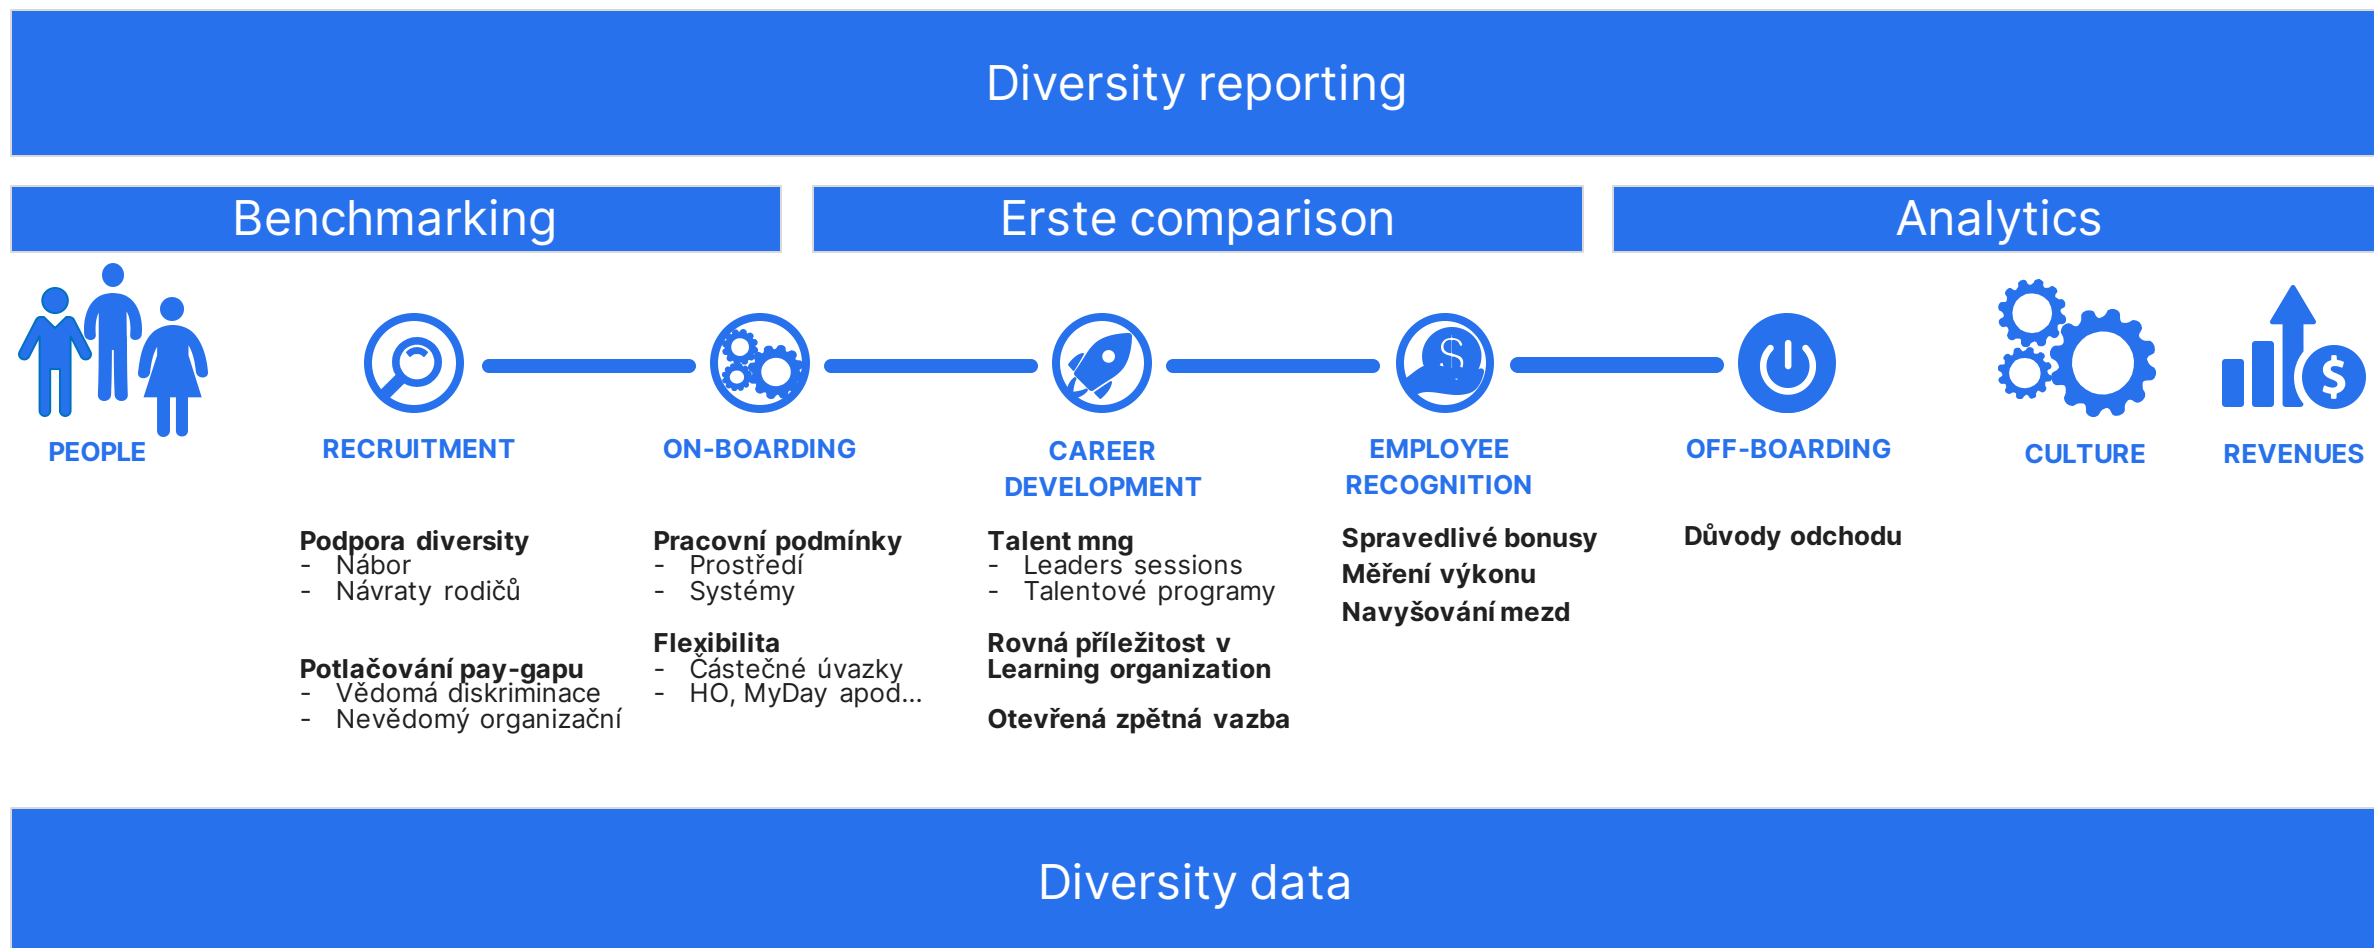 Diversity reporting
Benchmarking
Erste comparison
Analytics
PEOPLE
RECRUITMENT
ON-BOARDING
CAREER
DEVELOPMENT
EMPLOYEE
RECOGNITION
OFF-BOARDING
CULTURE
REVENUES
Podpora diversity
- Nábor
- Návraty rodičů
Potlačování pay-gapu
- Vědomá diskriminace
- Nevědomý organizační
Pracovní podmínky
- Prostředí
- Systémy
Flexibilita
- Částečné úvazky
- HO, MyDay apod...
Talent mng
- Leaders sessions
- Talentové programy
Rovná příležitost v
Learning organization
Otevřená zpětná vazba
Spravedlivé bonusy
Měření výkonu
Navyšování mezd
Důvody odchodu
Diversity data